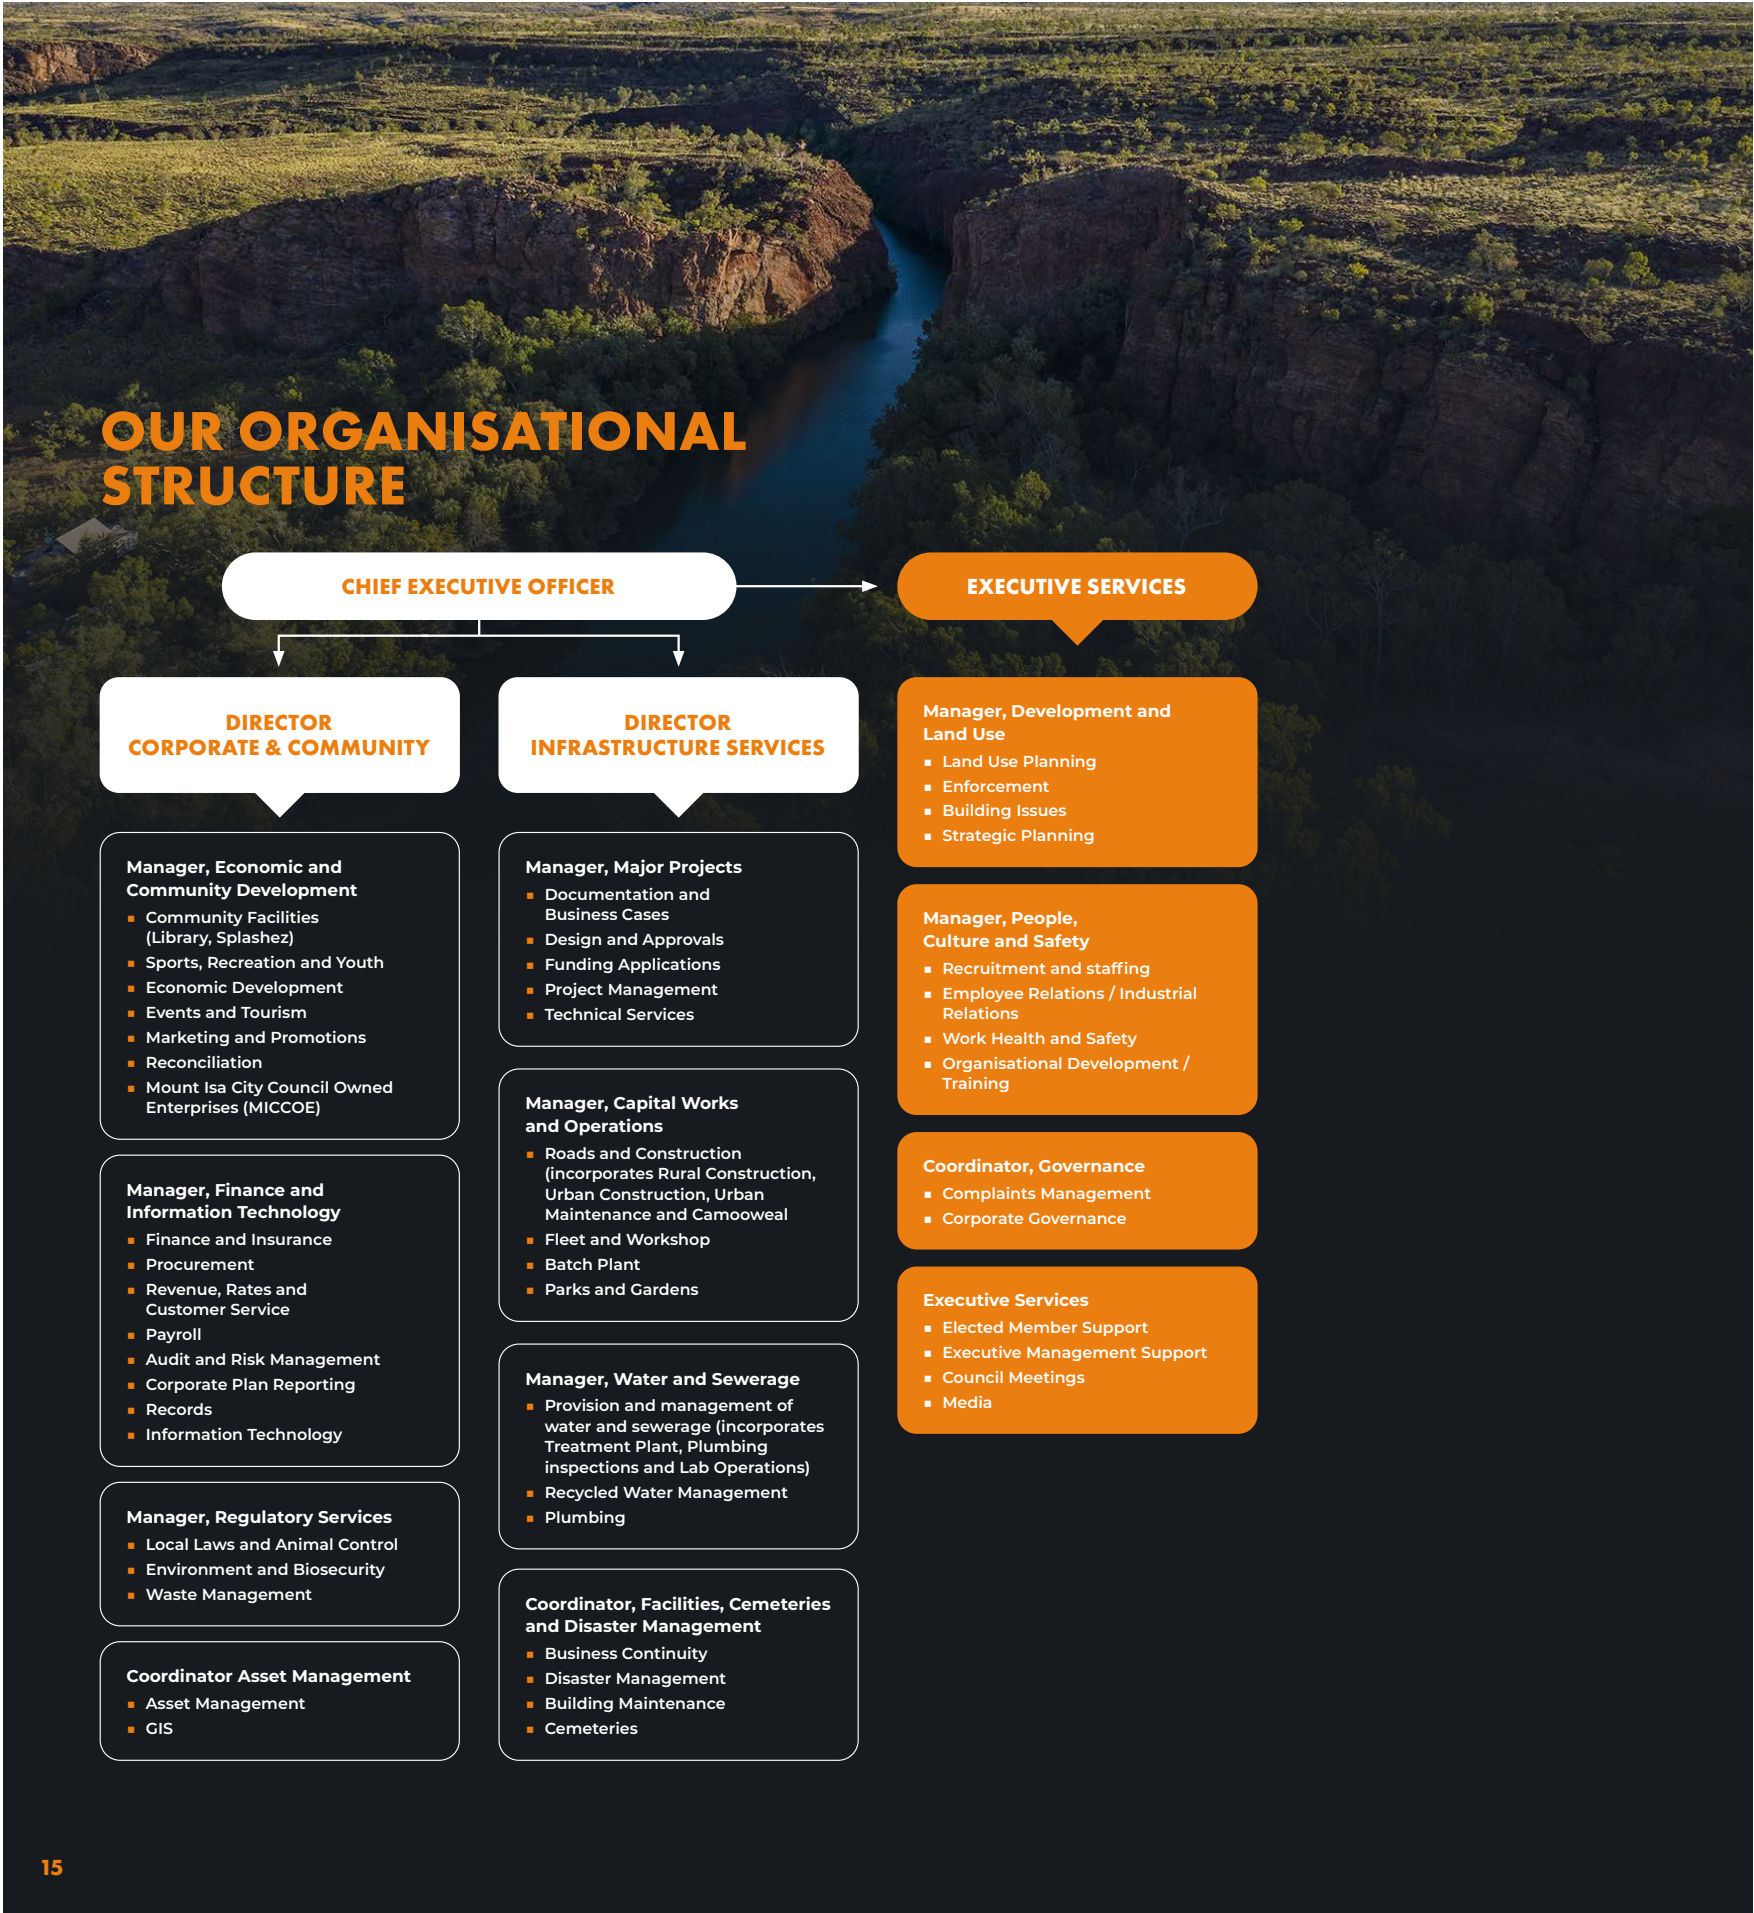 OUR ORGANISATIONAL
STRUCTURE
CHIEF EXECUTIVE OFFICER
EXECUTIVE SERVICES
DIRECTOR
CORPORATE & COMMUNITY
Manager, Economic and
Community Development
▪ Community Facilities
(Library, Splashez)
▪ Sports, Recreation and Youth
▪ Economic Development
▪ Events and Tourism
▪ Marketing and Promotions
▪ Reconciliation
▪ Mount Isa City Council Owned
Enterprises (MICCOE)
Manager, Finance and
Information Technology
▪ Finance and Insurance
▪ Procurement
▪ Revenue, Rates and
Customer Service
▪ Payroll
▪ Audit and Risk Management
▪ Corporate Plan Reporting
▪ Records
▪ Information Technology
Manager, Regulatory Services
▪ Local Laws and Animal Control
▪ Environment and Biosecurity
▪ Waste Management
Coordinator Asset Management
▪ Asset Management
▪ GIS
DIRECTOR
INFRASTRUCTURE SERVICES
Manager, Major Projects
▪ Documentation and
Business Cases
▪ Design and Approvals
▪ Funding Applications
▪ Project Management
▪ Technical Services
Manager, Capital Works
and Operations
▪ Roads and Construction
(incorporates Rural Construction,
Urban Construction, Urban
Maintenance and Camooweal
▪ Fleet and Workshop
▪ Batch Plant
▪ Parks and Gardens
Manager, Water and Sewerage
▪ Provision and management of
water and sewerage (incorporates
Treatment Plant, Plumbing
inspections and Lab Operations)
▪ Recycled Water Management
▪ Plumbing
Coordinator, Facilities, Cemeteries
and Disaster Management
▪ Business Continuity
▪ Disaster Management
▪ Building Maintenance
▪ Cemeteries
Manager, Development and
Land Use
▪ Land Use Planning
▪ Enforcement
▪ Building Issues
▪ Strategic Planning
Manager, People,
Culture and Safety
▪ Recruitment and staffing
▪ Employee Relations / Industrial
Relations
▪ Work Health and Safety
▪ Organisational Development /
Training
Coordinator, Governance
▪ Complaints Management
▪ Corporate Governance
Executive Services
▪ Elected Member Support
▪ Executive Management Support
▪ Council Meetings
▪ Media
15